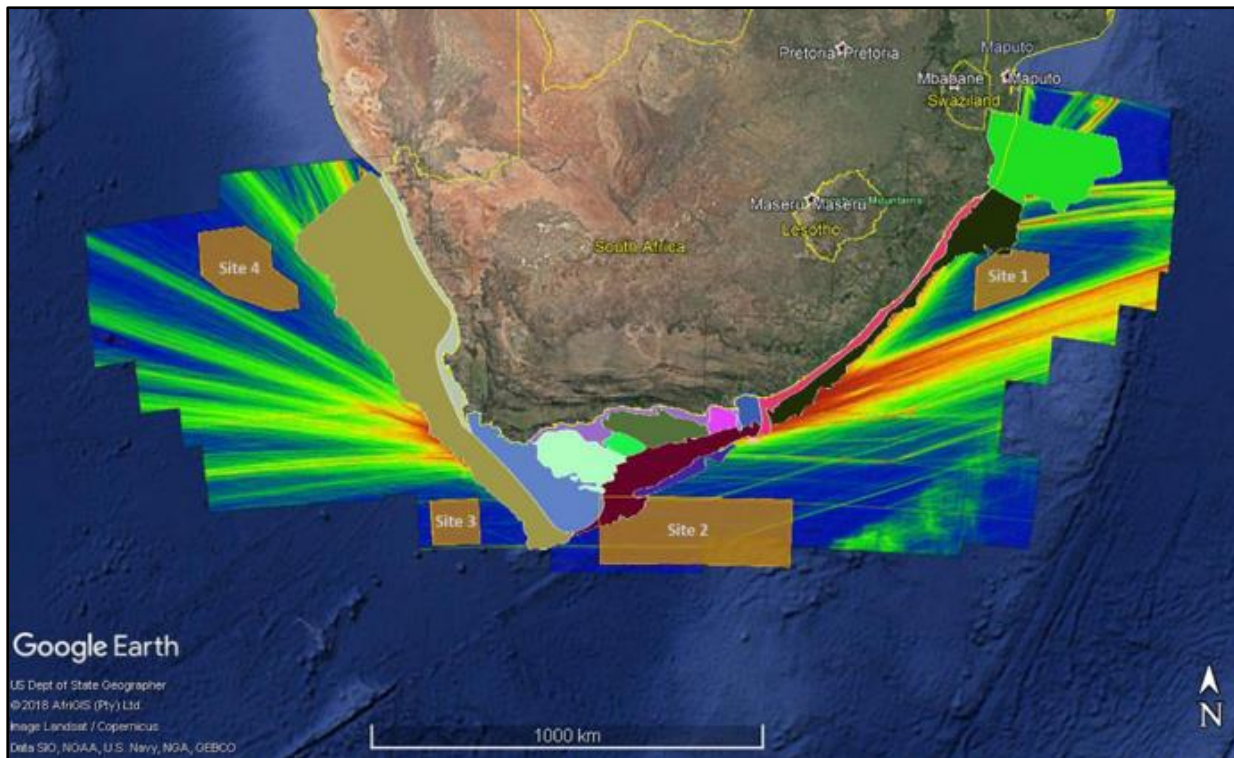 Pretoria Pretoria
Maputo
Mbabane
Maputo
Swaziland
Maseru Maseru
Mountains
Lesotho
South Africa
Site 4
Site 1
Site 3
Site 2
Google Earth
US Dept of State Geographer
©2018 AfriGIS (Pty) Ltd.
Image Landsat / Copernicus
Data SIO, NOAA, U.S. Navy, NGA, GEBCO
1000 km
N